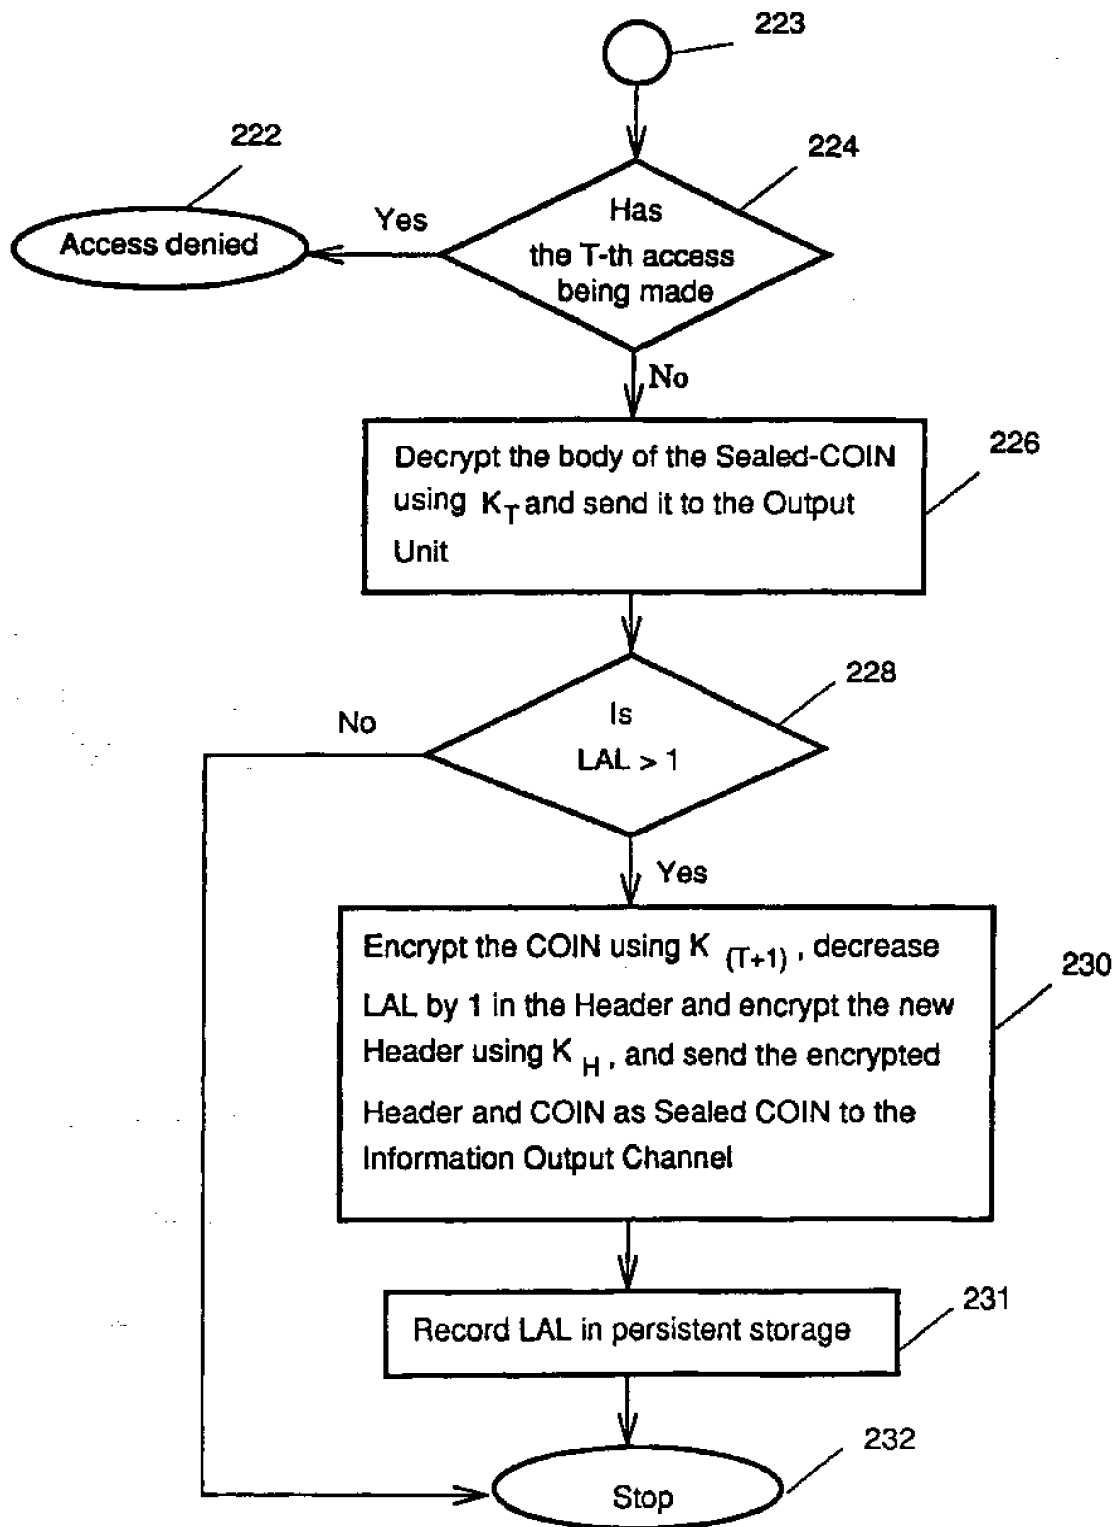 223
222
224
Yes
Has
Access denied
the T-th access
being made
No
226
Decrypt the body of the Sealed-COIN
using K T and send it to the Output
Unit
228
No
Is
LAL > 1
Yes
230
Encrypt the COIN using K (T+1), decrease
LAL by 1 in the Header and encrypt the new
Header using K H, and send the encrypted
Header and COIN as Sealed COIN to the
Information Output Channel
231
Record LAL in persistent storage
232
Stop